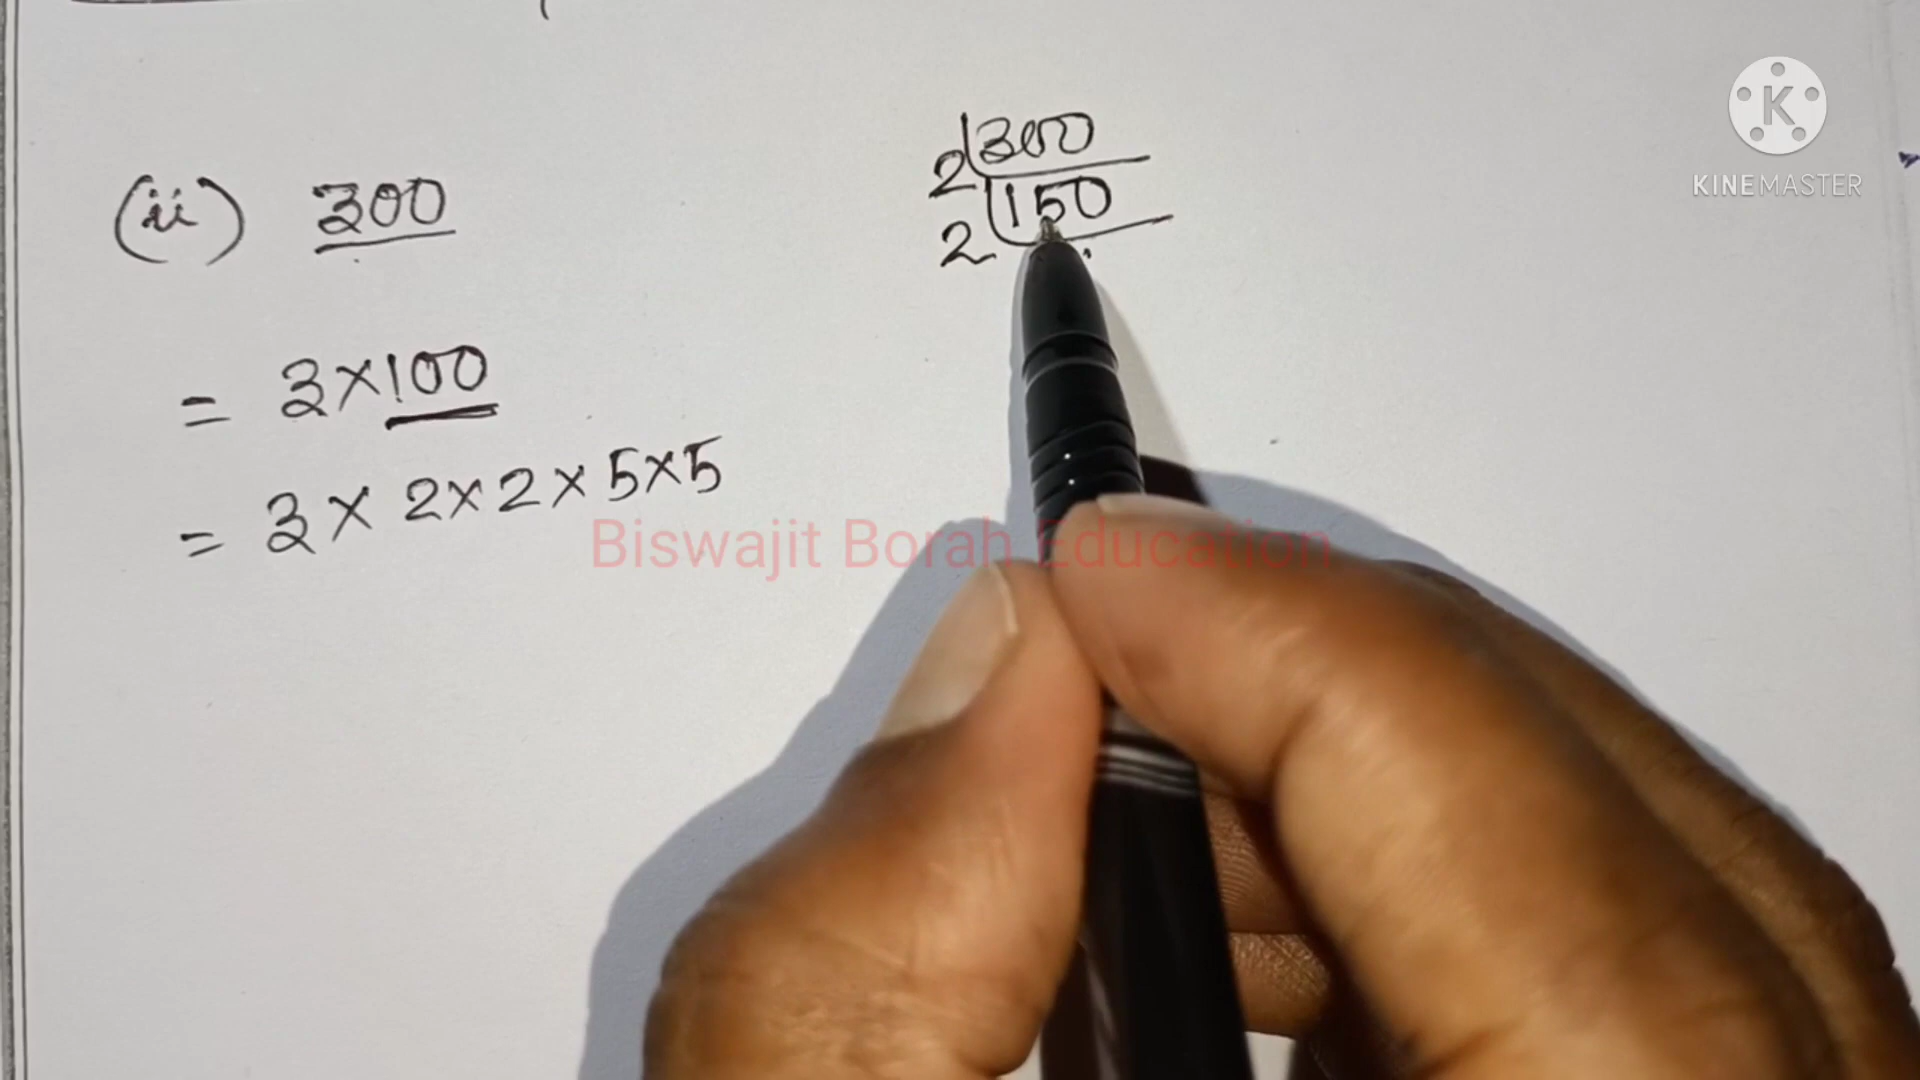 (ii) 300
= 3×100
= 3× 2×2×5×5
2 300
2 150
KINEMASTER
Biswajit Borah Education